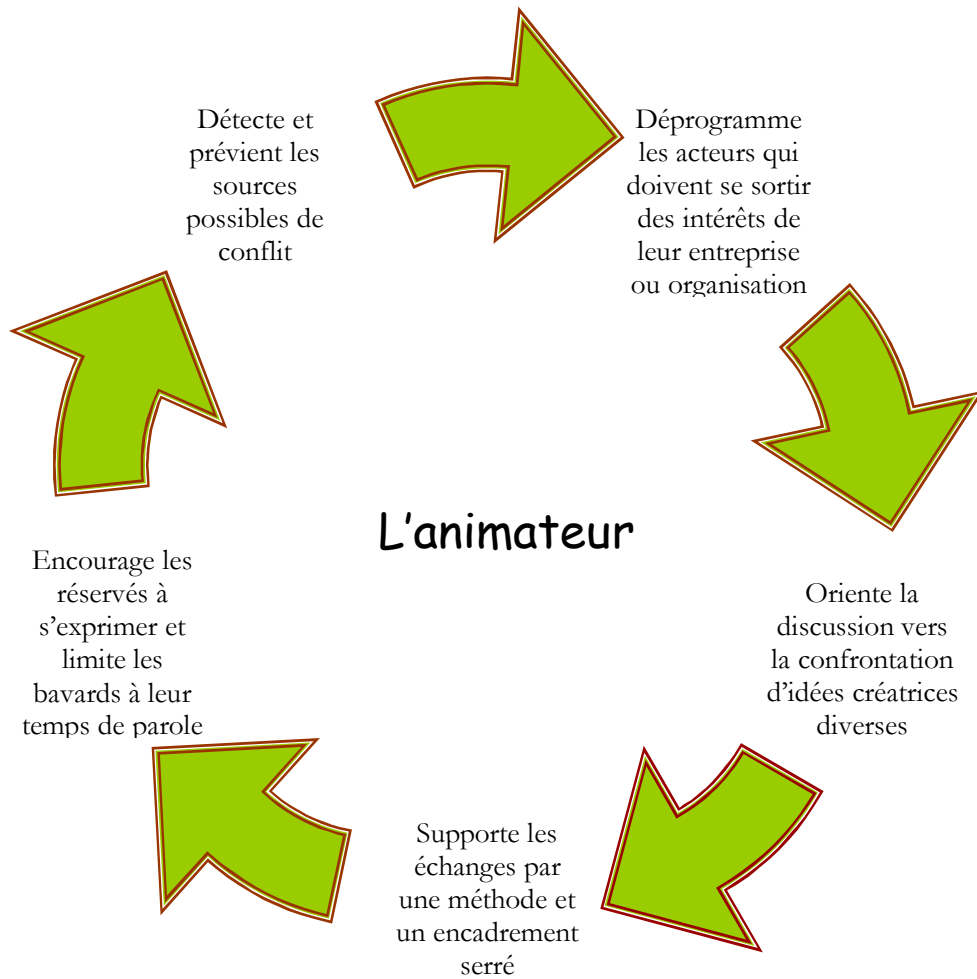 Détecte et
prévient les
sources
possibles de
conflit
Déprogramme
les acteurs qui
doivent se sortir
des intérêts de
leur entreprise
ou organisation
L'animateur
Oriente la
discussion vers
la confrontation
d'idées créatrices
diverses
Supporte les
échanges par
une méthode et
un encadrement
serré
Encourage les
réservés à
s'exprimer et
limite les
bavards à leur
temps de parole